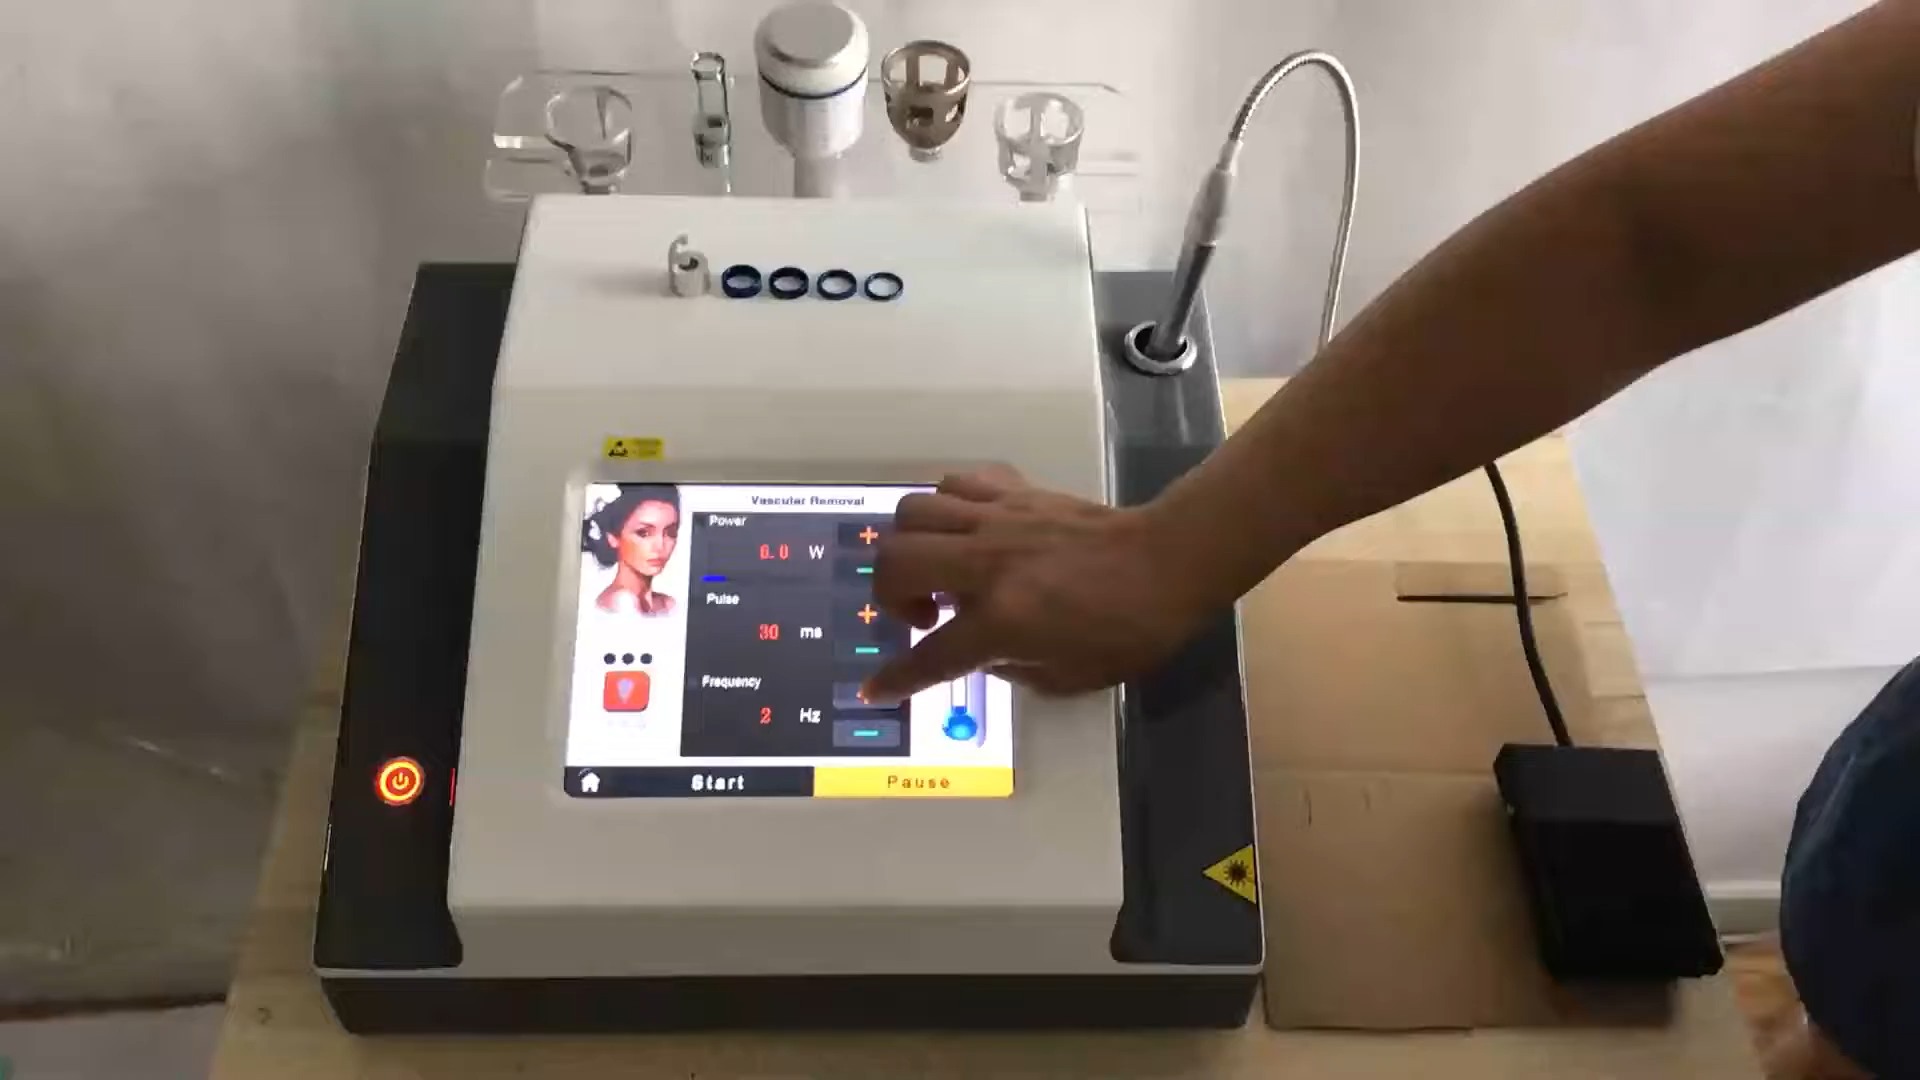 Vascular Removal
Power
6.0 W
Pulse
30 ms
Frequency
2 Hz
Start
Pause